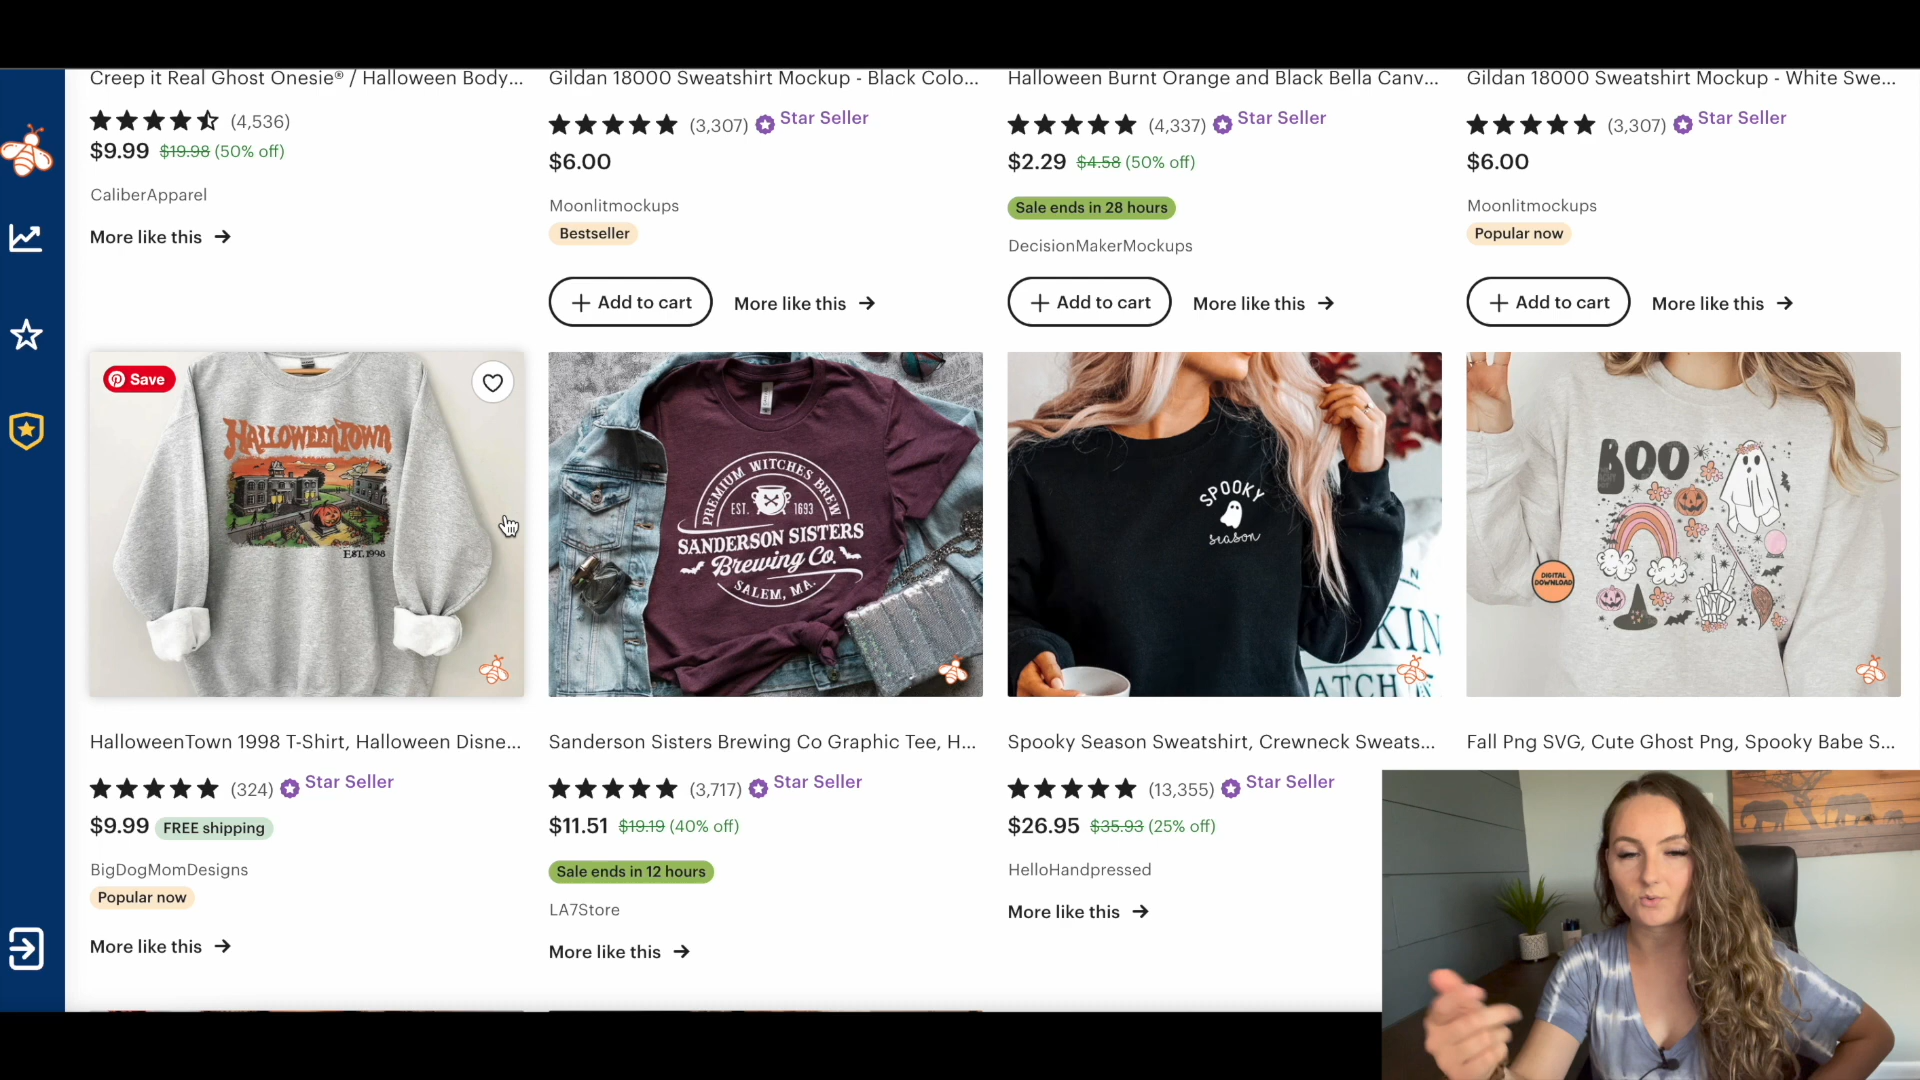 Creep it Real Ghost Onesie® / Halloween Body...
(4,536)
$9.99 $19.98 (50% off)
CaliberApparel
More like this
Gildan 18000 Sweatshirt Mockup - Black Colo...
(3,307) Star Seller
$6.00
Moonlitmockups
Bestseller
Add to cart
More like this
Halloween Burnt Orange and Black Bella Canv...
(4,337) Star Seller
$2.29 $4.58 (50% off)
Sale ends in 28 hours
DecisionMakerMockups
Add to cart
More like this
Gildan 18000 Sweatshirt Mockup - White Swe...
(3,307) Star Seller
$6.00
Moonlitmockups
Popular now
Add to cart
More like this
Save
HALLOWEENTOWN
EST. 1998
HalloweenTown 1998 T-Shirt, Halloween Disne...
(324) Star Seller
$9.99 FREE shipping
BigDogMomDesigns
Popular now
More like this
PREMIUM WITCHES BREW
EST. 1693
SANDERSON SISTERS
Brewing Co.
SALEM, MA.
Sanderson Sisters Brewing Co Graphic Tee, H...
(3,717) Star Seller
$11.51 $19.19 (40% off)
Sale ends in 12 hours
LA7Store
More like this
SPOOKY
season
Spooky Season Sweatshirt, Crewneck Sweats...
(13,355) Star Seller
$26.95 $35.93 (25% off)
HelloHandpressed
More like this
BOO
DIGITAL
DOWNLOAD
Fall Png SVG, Cute Ghost Png, Spooky Babe S...